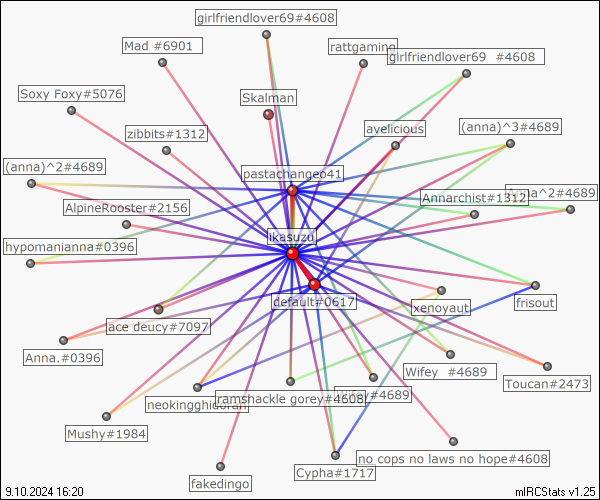 girlfriendlover69#4608
Mad #6901
rattgaming
girlfriendlover69 #4608
Soxy Foxy#5076
Skalman
zibbits#1312
avelicious
(anna)^3#4689
(anna)^2#4689
pastachangeo41
Annarchist#1312
Anna^2#4689
AlpineRooster#2156
ikasuzu
hypomanianna#0396
default#0617
xenoyaut
frisout
ace deucy#7097
Anna.#0396
Wifey #4689
Toucan#2473
neokingghidorah
ramshackle gorey#4608
Wifey#4689
Mushy#1984
no cops no laws no hope#4608
Cypha#1717
fakedingo
9.10.2024 16:20
mIRCStats v1.25